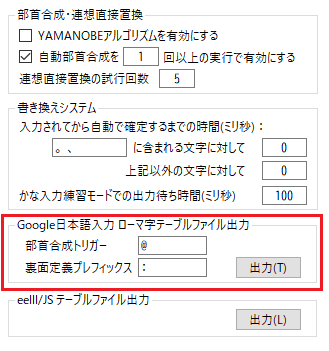 部首合成・連想直接置換
YAMANOBEアルゴリズムを有効にする
自動部首合成を 1 回以上の実行で有効にする
連想直接置換の試行回数 5
書き換えシステム
入力されてから自動で確定するまでの時間(ミリ秒)：
。、 に含まれる文字に対して 0
上記以外の文字に対して 0
かな入力練習モードでの出力待ち時間(ミリ秒) 100
Google日本語入力 ローマ字テーブルファイル出力
部首合成トリガー @
裏面定義プレフィックス : 出力(T)
eelll/JS テーブルファイル出力
出力(L)